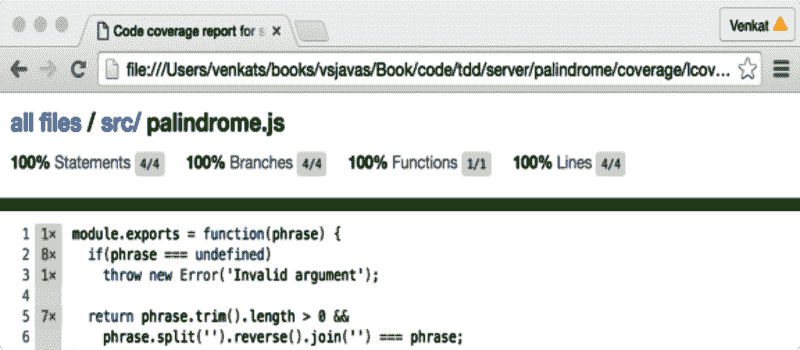 Code coverage report for s ×
Venkat
file:///Users/venkats/books/vsjavas/Book/code/tdd/server/palindrome/coverage/lcov...
all files / src/ palindrome.js
100% Statements 4/4 100% Branches 4/4 100% Functions 1/1 100% Lines 4/4
1 1× module.exports = function(phrase) {
2 8× if(phrase === undefined)
3 1× throw new Error('Invalid argument');
4
5 7× return phrase.trim().length > 0 &&
6 phrase.split('').reverse().join('') === phrase;